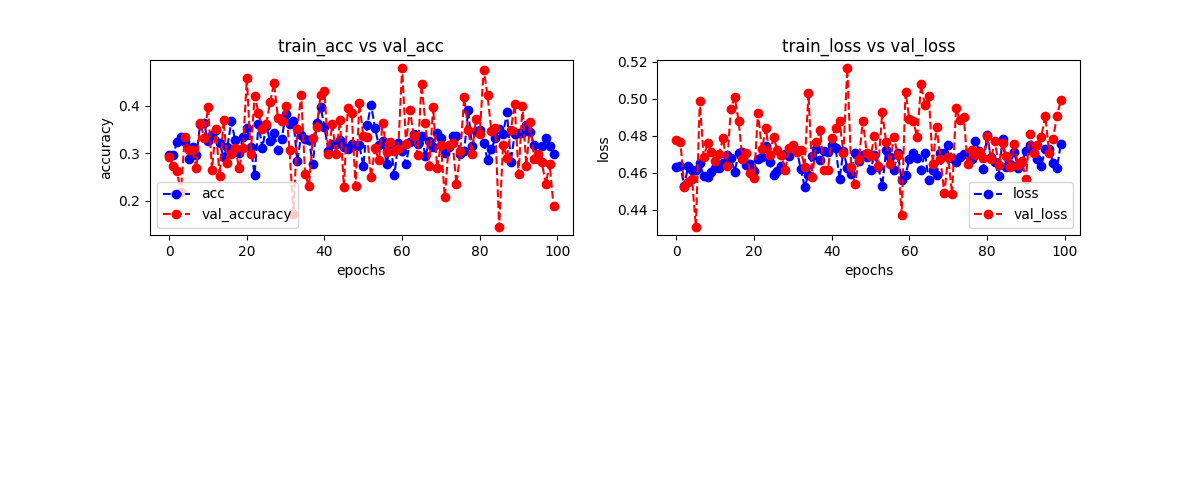 train_acc vs val_acc
accuracy
0.4
0.3
0.2
acc
val_accuracy
0 20 40 60 80 100
epochs
train_loss vs val_loss
loss
0.52
0.50
0.48
0.46
0.44
loss
val_loss
0 20 40 60 80 100
epochs